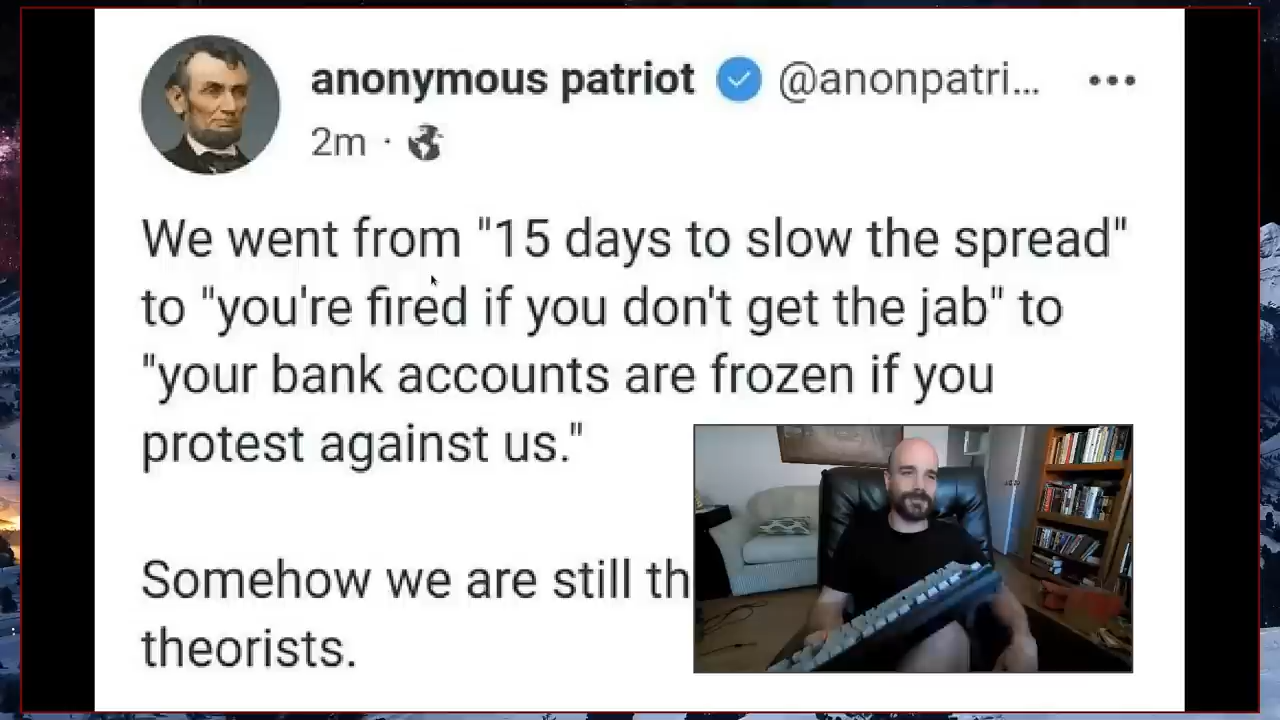 anonymous patriot @anonpatri...
2m ·
We went from "15 days to slow the spread"
to "you're fired if you don't get the jab" to
"your bank accounts are frozen if you
protest against us."
Somehow we are still
theorists.